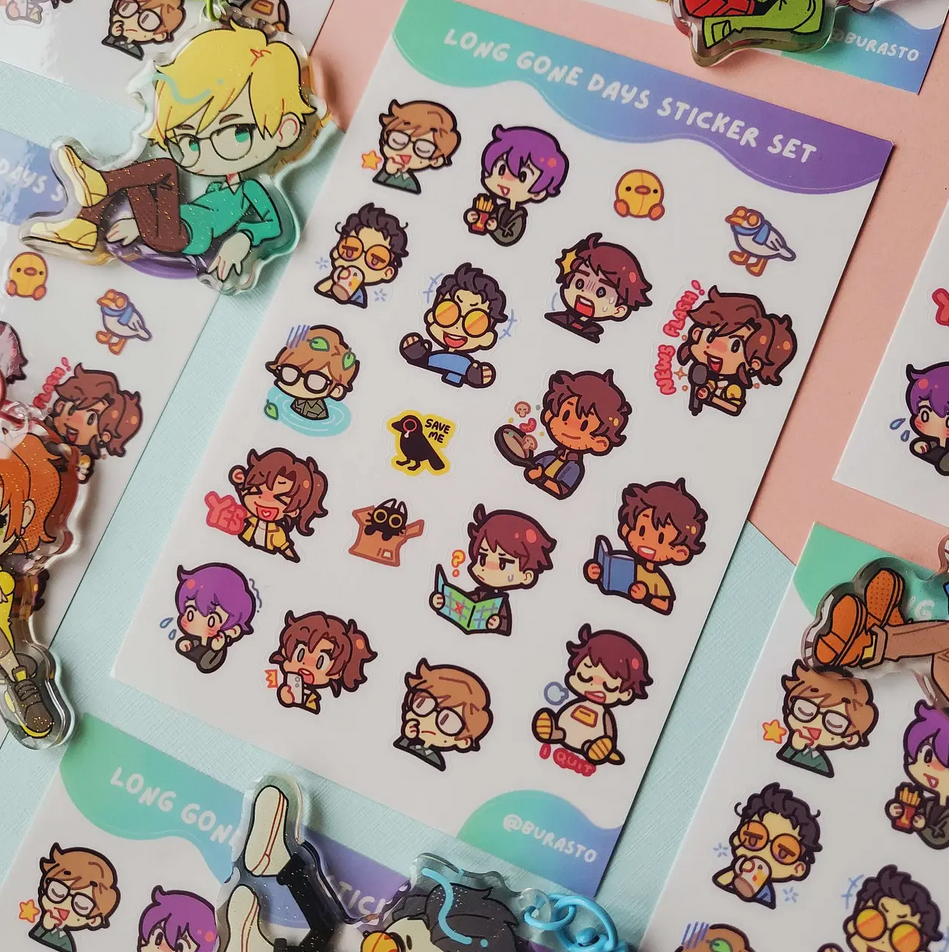 @BURASTO
LONG GONE DAYS STICKER SET
DAYS
NEWS FLASH!
SAVE
ME
YES
I QUIT
@BURASTO
LONG GON